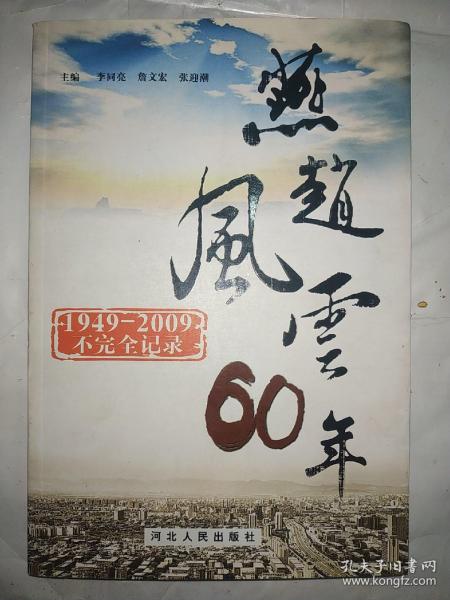 主编 李同亮 詹文宏 张迎潮
燕趙風雲60年
1949-2009
不完全记录
河北人民出版社
孔夫子旧书网
www.kongfz.com